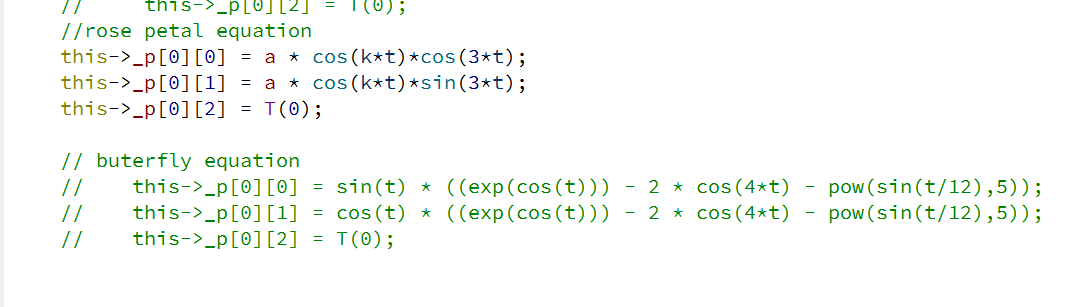 //     this->_p[0][2] = T(0);
//rose petal equation
this->_p[0][0] = a * cos(k*t)*cos(3*t);
this->_p[0][1] = a * cos(k*t)*sin(3*t);
this->_p[0][2] = T(0);
// buterfly equation
//    this->_p[0][0] = sin(t) * ((exp(cos(t))) - 2 * cos(4*t) - pow(sin(t/12),5));
//    this->_p[0][1] = cos(t) * ((exp(cos(t))) - 2 * cos(4*t) - pow(sin(t/12),5));
//    this->_p[0][2] = T(0);